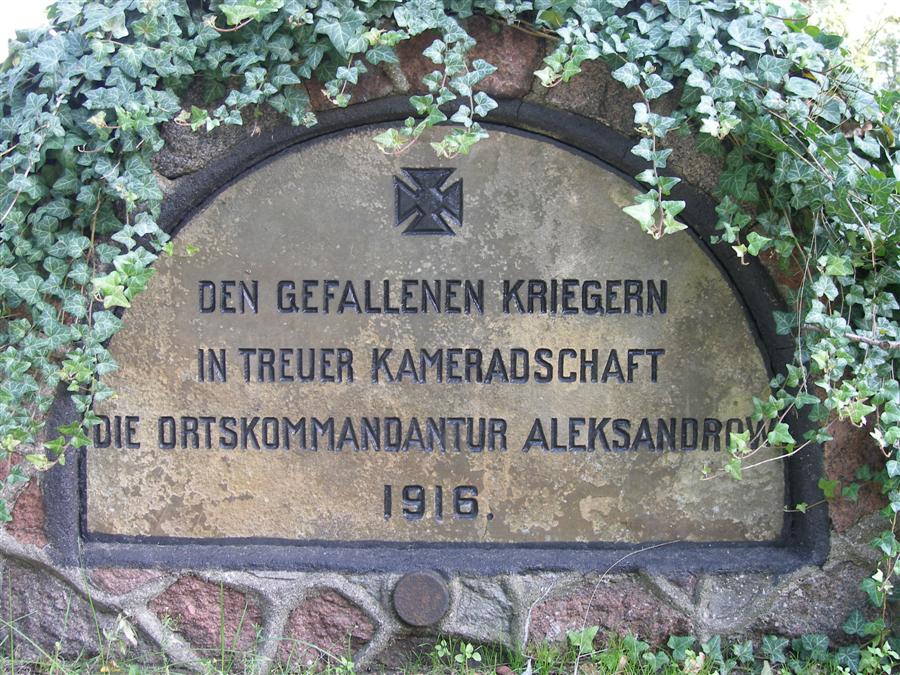 DEN GEFALLENEN KRIEGERN
IN TREUER KAMERADSCHAFT
DIE ORTSKOMMANDANTUR ALEKSANDROW
1916.